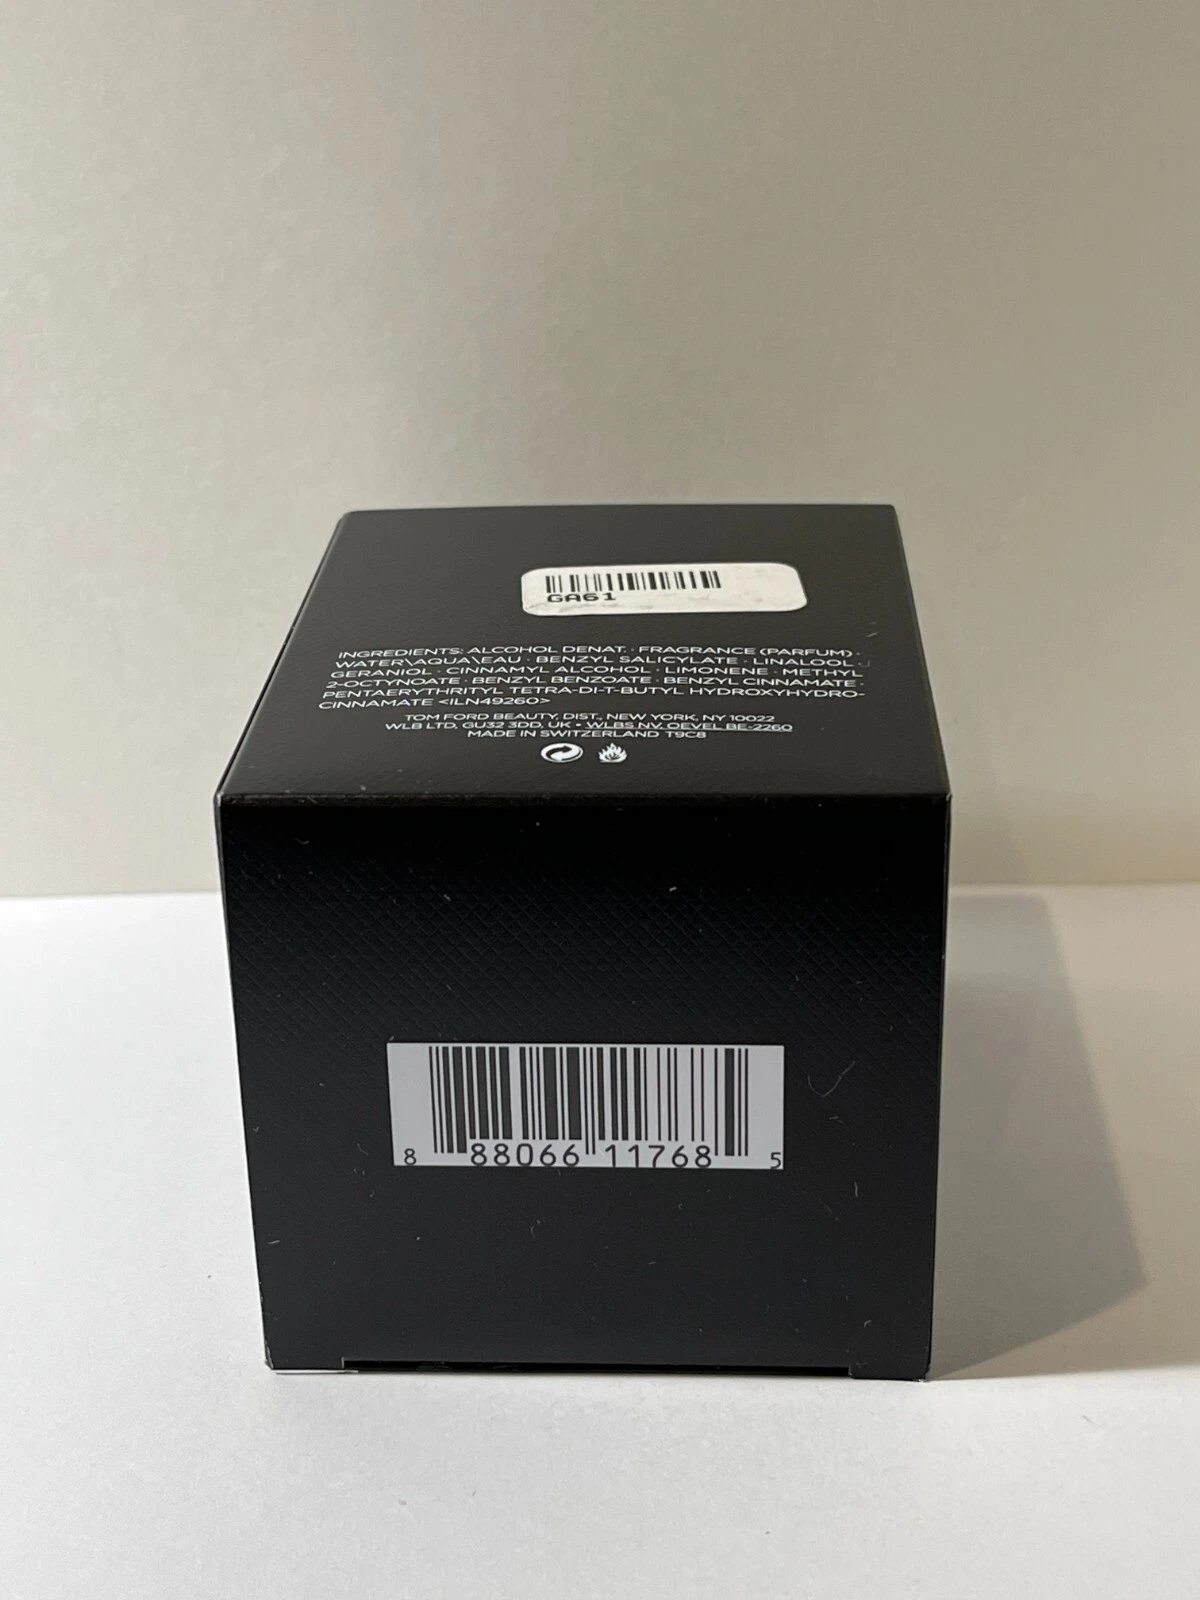 GA61
INGREDIENTS: ALCOHOL DENAT. · FRAGRANCE (PARFUM) ·
WATER\AQUA\EAU · BENZYL SALICYLATE · LINALOOL ·
GERANIOL · CINNAMYL ALCOHOL · LIMONENE · METHYL
2-OCTYNOATE · BENZYL BENZOATE · BENZYL CINNAMATE ·
PENTAERYTHRITYL TETRA-DI-T-BUTYL HYDROXYHYDRO-
CINNAMATE <ILN49260>
TOM FORD BEAUTY, DIST., NEW YORK, NY 10022
WLB LTD, GU32 3DD, UK • WLBS NV, OEVEL BE-2260
MADE IN SWITZERLAND T9C8
8 88066 11768 5